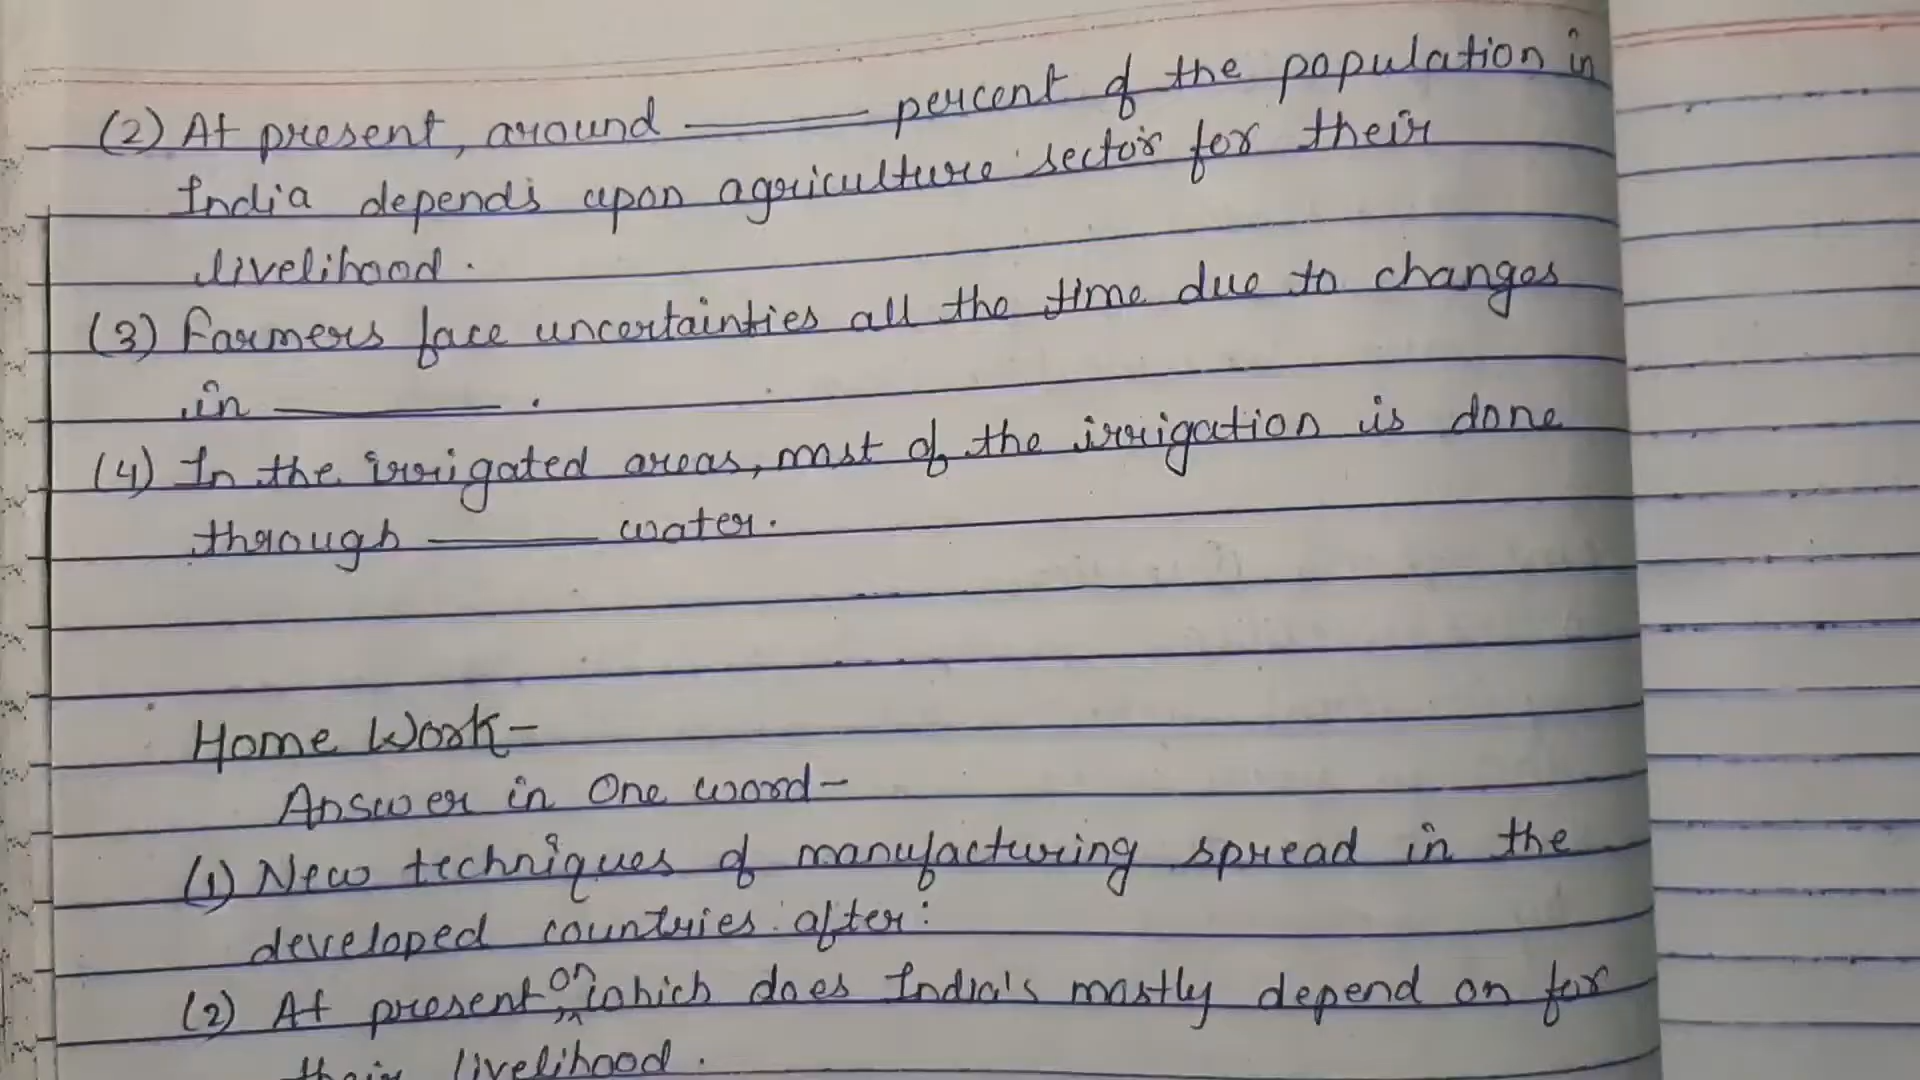 (2) At present, around ______ percent of the population in
India depends upon agriculture sector for their
livelihood.
(3) Farmers face uncertainties all the time due to changes
in ______.
(4) In the irrigated areas, most of the irrigation is done
through ______ water.
Home Work-
Answer in One word-
(1) New techniques of manufacturing spread in the
developed countries after:
(2) At present on which does India's mostly depend on for
their livelihood.